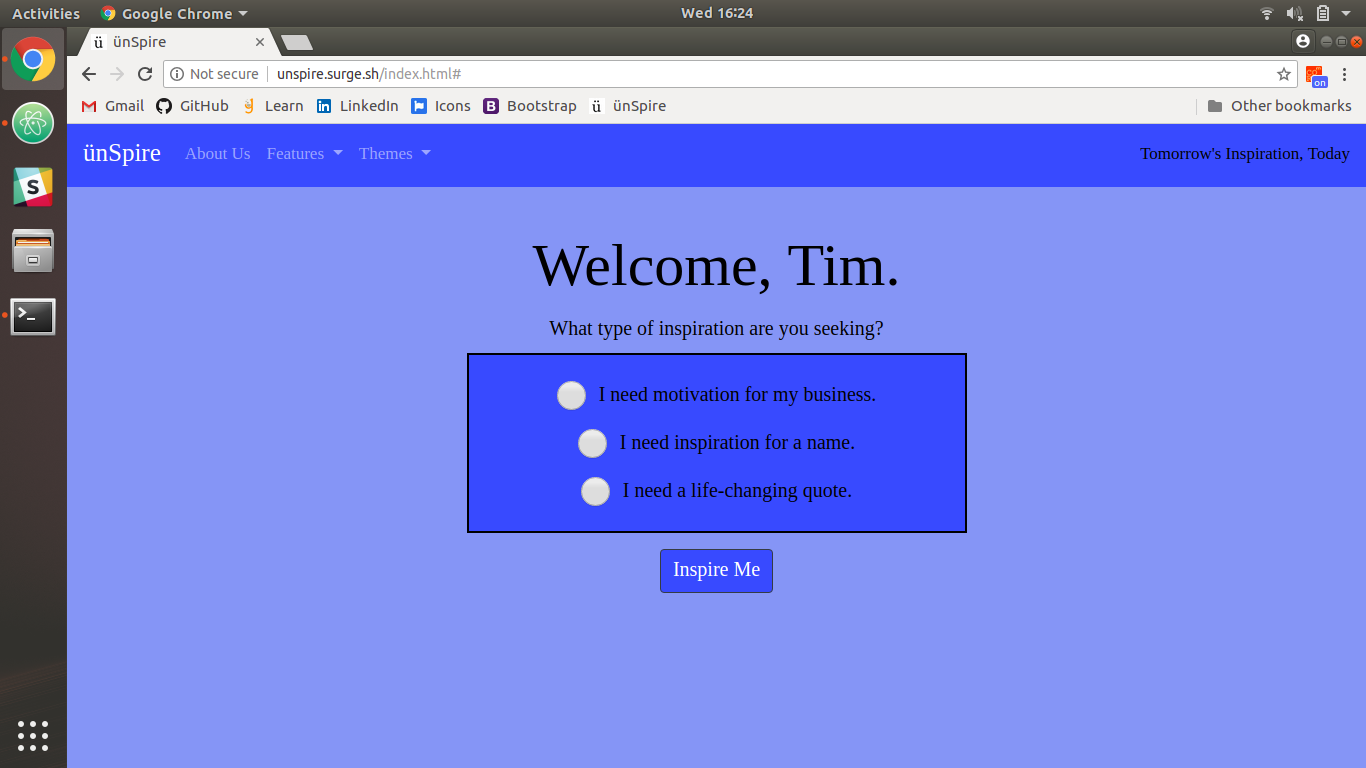 Activities Google Chrome Wed 16:24
ü ünSpire
Not secure unspire.surge.sh/index.html# on
Gmail GitHub Learn LinkedIn Icons B Bootstrap ü ünSpire Other bookmarks
ünSpire About Us Features Themes Tomorrow's Inspiration, Today
Welcome, Tim.
What type of inspiration are you seeking?
I need motivation for my business.
I need inspiration for a name.
I need a life-changing quote.
Inspire Me